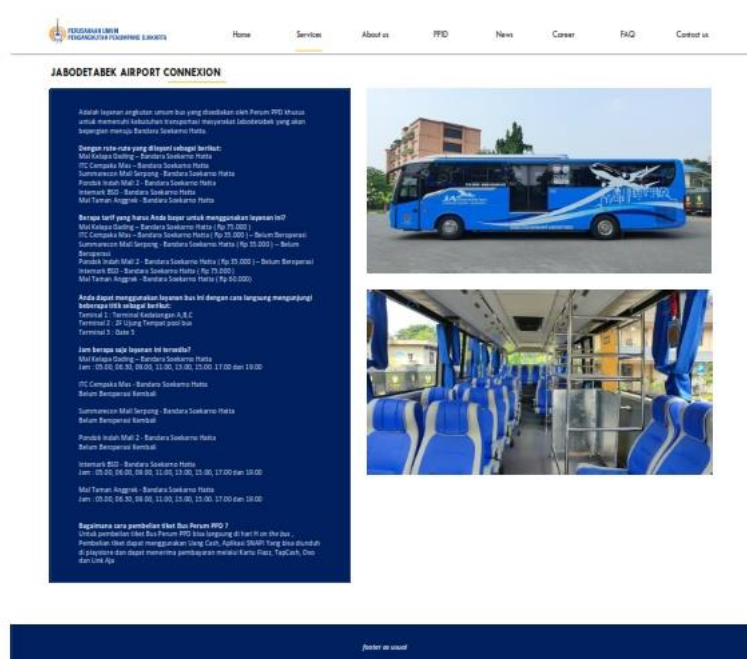 PERUSAHAAN UMUM
PENGANGKUTAN PENUMPANG DJAKARTA
Home Services About us PPID News Career FAQ Contact us
JABODETABEK AIRPORT CONNEXION
Adalah layanan angkutan umum bus yang disediakan oleh Perum PPD khusus
untuk memenuhi kebutuhan transportasi masyarakat Jabodetabek yang akan
bepergian menuju Bandara Soekarno Hatta.
Dengan rute-rute yang dilayani sebagai berikut:
Mal Kelapa Gading – Bandara Soekarno Hatta
ITC Cempaka Mas – Bandara Soekarno Hatta
Summarecon Mall Serpong - Bandara Soekarno Hatta
Pondok Indah Mall 2 - Bandara Soekarno Hatta
Intermark BSD - Bandara Soekarno Hatta
Mal Taman Anggrek - Bandara Soekarno Hatta
Berapa tarif yang harus Anda bayar untuk menggunakan layanan ini?
Mal Kelapa Gading – Bandara Soekarno Hatta ( Rp 75.000 )
ITC Cempaka Mas – Bandara Soekarno Hatta ( Rp 35.000 ) – Belum Beroperasi
Summarecon Mall Serpong - Bandara Soekarno Hatta ( Rp 35.000 ) – Belum
Beroperasi
Pondok Indah Mall 2 - Bandara Soekarno Hatta ( Rp 35.000 ) – Belum Beroperasi
Intermark BSD - Bandara Soekarno Hatta ( Rp 75.000 )
Mal Taman Anggrek - Bandara Soekarno Hatta ( Rp 60.000)
Anda dapat menggunakan layanan bus ini dengan cara langsung mengunjungi
beberapa titik sebagai berikut:
Terminal 1 : Terminal Kedatangan A,B,C
Terminal 2 : 2F Ujung Tempat pool bus
Terminal 3 : Gate 5
Jam berapa saja layanan ini tersedia?
Mal Kelapa Gading – Bandara Soekarno Hatta
Jam : 05.00, 06.30, 09.00, 11.00, 13.00, 15.00. 17.00 dan 19.00
ITC Cempaka Mas - Bandara Soekarno Hatta
Belum Beroperasi Kembali
Summarecon Mall Serpong - Bandara Soekarno Hatta
Belum Beroperasi Kembali
Pondok Indah Mall 2 - Bandara Soekarno Hatta
Belum Beroperasi Kembali
Intermark BSD - Bandara Soekarno Hatta
Jam : 05.00, 06.00, 09.00, 11.00, 13.00, 15.00, 17.00 dan 19.00
Mal Taman Anggrek - Bandara Soekarno Hatta
Jam : 05.00, 06.30, 09.00, 11.00, 13.00, 15.00. 17.00 dan 19.00
Bagaimana cara pembelian tiket Bus Perum PPD ?
Untuk pembelian tiket Bus Perum PPD bisa langsung di hari H on the bus ,
Pembelian tiket dapat menggunakan Uang Cash, Aplikasi SNAPI Yang bisa diunduh
di playstore dan dapat menerima pembayaran melalui Kartu Flazz, TapCash, Ovo
dan Link Aja
footer as usual